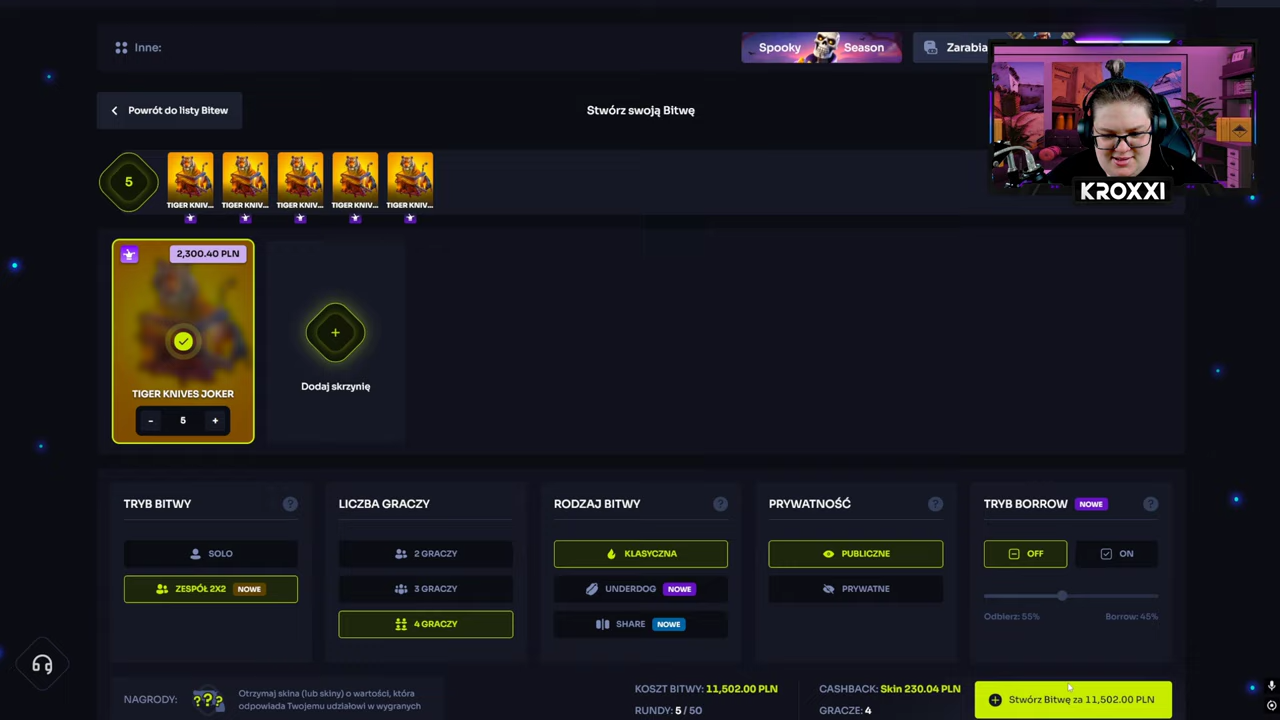 Inne:
Spooky Season
Zarabia
Powrót do listy Bitew
Stwórz swoją Bitwę
KROXXI
5
TIGER KNIV... TIGER KNIV... TIGER KNIV... TIGER KNIV... TIGER KNIV...
2,300.40 PLN
TIGER KNIVES JOKER
- 5 +
+
Dodaj skrzynię
TRYB BITWY ?
SOLO
ZESPÓŁ 2X2 NOWE
LICZBA GRACZY
2 GRACZY
3 GRACZY
4 GRACZY
RODZAJ BITWY ?
KLASYCZNA
UNDERDOG NOWE
SHARE NOWE
PRYWATNOŚĆ ?
PUBLICZNE
PRYWATNE
TRYB BORROW NOWE ?
OFF ON
Odbierz: 55% Borrow: 45%
NAGRODY:
???
Otrzymaj skina (lub skiny) o wartości, która
odpowiada Twojemu udziałowi w wygranych
KOSZT BITWY: 11,502.00 PLN
RUNDY: 5 / 50
CASHBACK: Skin 230.04 PLN
GRACZE: 4
Stwórz Bitwę za 11,502.00 PLN